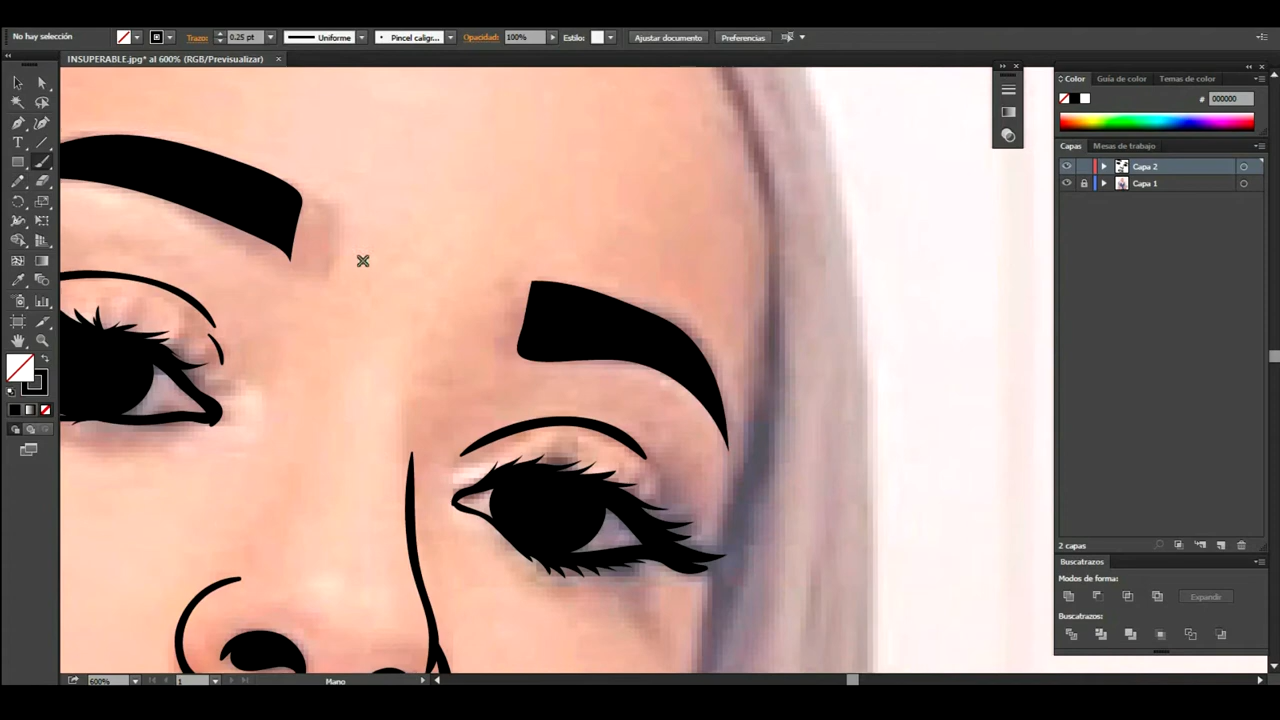 No hay selección Trazo: 0.25 pt Uniforme Pincel caligr... Opacidad: 100% Estilo: Ajustar documento Preferencias
INSUPERABLE.jpg* al 600% (RGB/Previsualizar)
Color Guía de color Temas de color
# 000000
Capas Mesas de trabajo
Capa 2
Capa 1
2 capas
Buscatrazos
Modos de forma:
Expandir
Buscatrazos:
600% 1 Mano